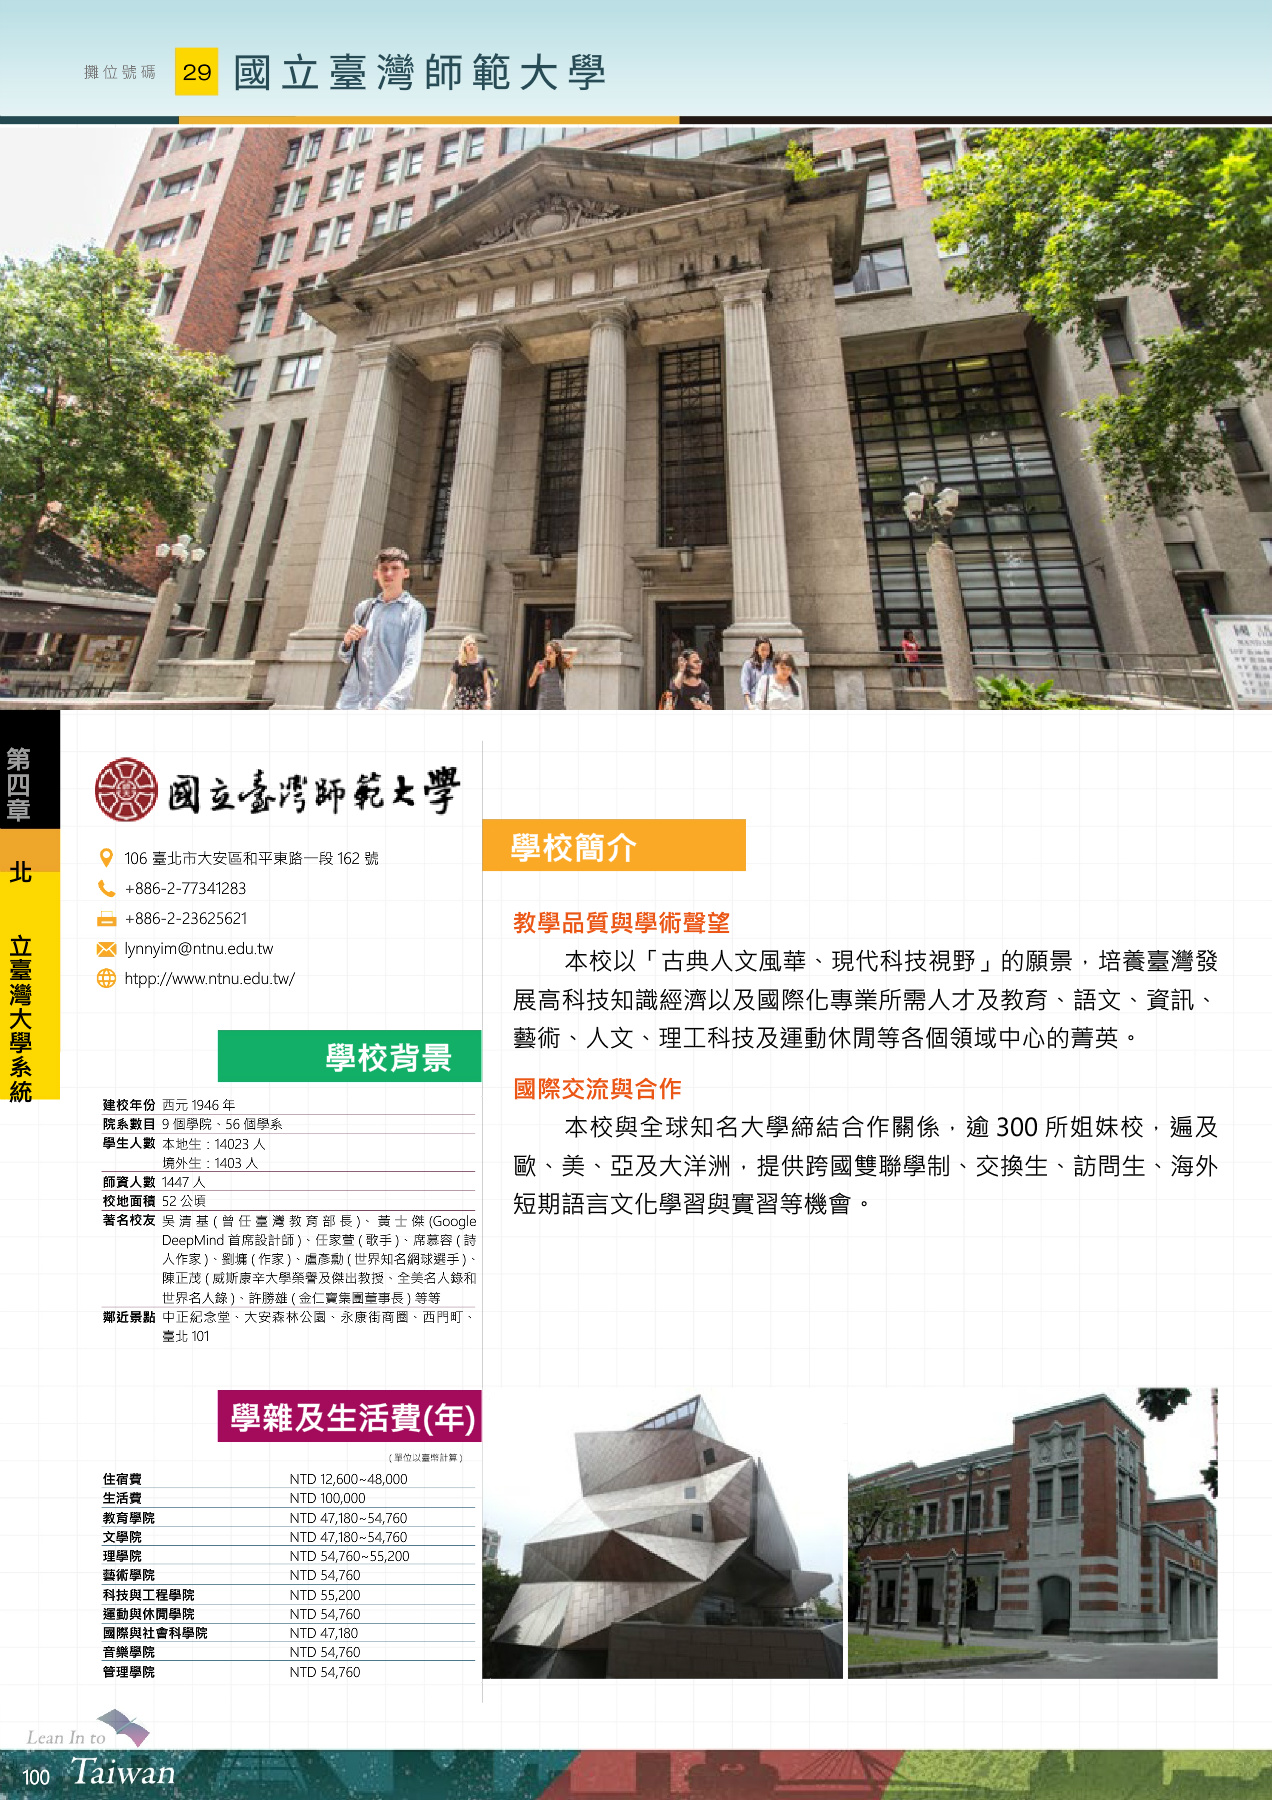 攤位號碼 29 國立臺灣師範大學
第四章
北
立臺灣大學系統
國立臺灣師範大學
106 臺北市大安區和平東路一段 162 號
+886-2-77341283
+886-2-23625621
lynnyim@ntnu.edu.tw
htpp://www.ntnu.edu.tw/
學校背景
建校年份 西元 1946 年
院系數目 9 個學院、56 個學系
學生人數 本地生：14023 人
境外生：1403 人
師資人數 1447 人
校地面積 52 公頃
著名校友 吳清基(曾任臺灣教育部長)、黃士傑(Google
DeepMind 首席設計師)、任家萱(歌手)、席慕容(詩
人作家)、劉墉(作家)、盧彥勳(世界知名網球選手)、
陳正茂(威斯康辛大學榮譽及傑出教授、全美名人錄和
世界名人錄)、許勝雄(金仁寶集團董事長)等等
鄰近景點 中正紀念堂、大安森林公園、永康街商圈、西門町、
臺北 101
學雜及生活費(年)
(單位以臺幣計算)
住宿費 NTD 12,600~48,000
生活費 NTD 100,000
教育學院 NTD 47,180~54,760
文學院 NTD 47,180~54,760
理學院 NTD 54,760~55,200
藝術學院 NTD 54,760
科技與工程學院 NTD 55,200
運動與休閒學院 NTD 54,760
國際與社會科學院 NTD 47,180
音樂學院 NTD 54,760
管理學院 NTD 54,760
學校簡介
教學品質與學術聲望
本校以「古典人文風華、現代科技視野」的願景，培養臺灣發
展高科技知識經濟以及國際化專業所需人才及教育、語文、資訊、
藝術、人文、理工科技及運動休閒等各個領域中心的菁英。
國際交流與合作
本校與全球知名大學締結合作關係，逾 300 所姐妹校，遍及
歐、美、亞及大洋洲，提供跨國雙聯學制、交換生、訪問生、海外
短期語言文化學習與實習等機會。
Lean In to
Taiwan
100